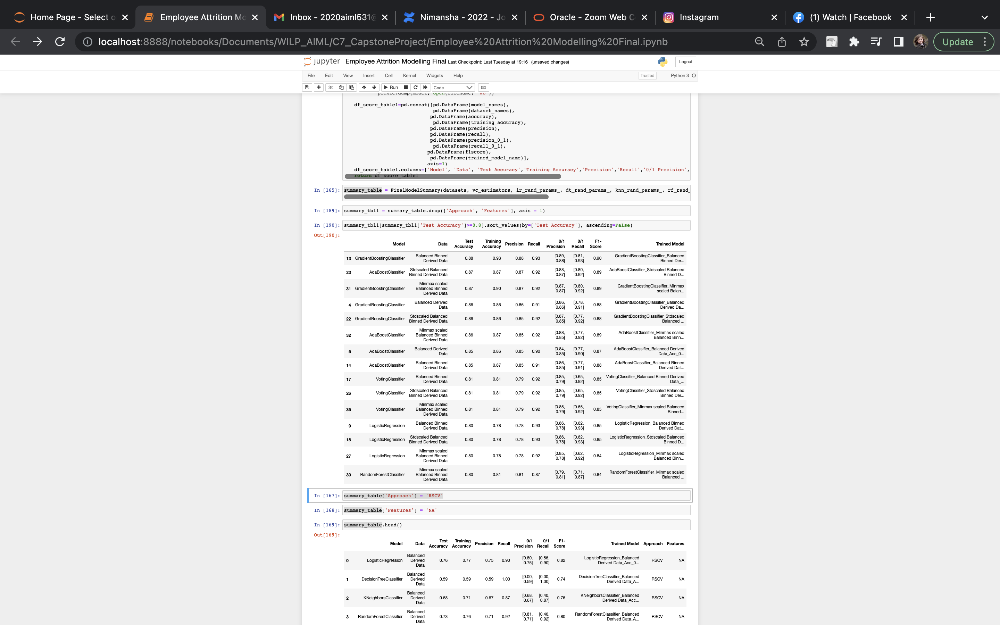 Home Page - Select o
Employee Attrition Mo
Inbox - 2020aiml531@
Nimansha - 2022 - Jo
Oracle - Zoom Web C
Instagram
(1) Watch | Facebook
localhost:8888/notebooks/Documents/WILP_AIML/C7_CapstoneProject/Employee%20Attrition%20Modelling%20Final.ipynb
Update
jupyter Employee Attrition Modelling Final Last Checkpoint: Last Tuesday at 19:16 (unsaved changes)
Logout
File Edit View Insert Cell Kernel Widgets Help
Trusted Python 3
Run Code
pickle.dump(model, open(filename, 'wb'))
df_score_table1=pd.concat([pd.DataFrame(model_names),
pd.DataFrame(dataset_names),
pd.DataFrame(accuracy),
pd.DataFrame(training_accuracy),
pd.DataFrame(precision),
pd.DataFrame(recall),
pd.DataFrame(precision_0_1),
pd.DataFrame(recall_0_1),
pd.DataFrame(f1score),
pd.DataFrame(trained_model_name)],
axis=1)
df_score_table1.columns=['Model', 'Data', 'Test Accuracy','Training Accuracy','Precision','Recall','0/1 Precision',
return df_score_table1
In [165]: summary_table = FinalModelSummary(datasets, vc_estimators, lr_rand_params_, dt_rand_params_, knn_rand_params_, rf_rand_
In [189]: summary_tbl1 = summary_table.drop(['Approach', 'Features'], axis = 1)
In [190]: summary_tbl1[summary_tbl1['Test Accuracy']>=0.8].sort_values(by=['Test Accuracy'], ascending=False)
Out[190]:
Model Data Test Accuracy Training Accuracy Precision Recall 0/1 Precision 0/1 Recall F1-Score Trained Model
13 GradientBoostingClassifier Balanced Binned Derived Data 0.88 0.93 0.88 0.93 [0.89, 0.88] [0.81, 0.93] 0.90 GradientBoostingClassifier_Balanced Binned Der...
23 AdaBoostClassifier Stdscaled Balanced Binned Derived Data 0.87 0.87 0.87 0.92 [0.88, 0.87] [0.80, 0.92] 0.89 AdaBoostClassifier_Stdscaled Balanced Binned D...
31 GradientBoostingClassifier Minmax scaled Balanced Binned Derived Data 0.87 0.90 0.87 0.92 [0.87, 0.87] [0.80, 0.92] 0.89 GradientBoostingClassifier_Minmax scaled Balan...
4 GradientBoostingClassifier Balanced Derived Data 0.86 0.86 0.86 0.91 [0.86, 0.86] [0.78, 0.91] 0.88 GradientBoostingClassifier_Balanced Derived Da...
22 GradientBoostingClassifier Stdscaled Balanced Binned Derived Data 0.86 0.86 0.85 0.92 [0.87, 0.85] [0.77, 0.92] 0.88 GradientBoostingClassifier_Stdscaled Balanced ...
32 AdaBoostClassifier Minmax scaled Balanced Binned Derived Data 0.86 0.87 0.85 0.92 [0.88, 0.85] [0.77, 0.92] 0.89 AdaBoostClassifier_Minmax scaled Balanced Binn...
5 AdaBoostClassifier Balanced Derived Data 0.85 0.86 0.85 0.90 [0.84, 0.85] [0.77, 0.90] 0.87 AdaBoostClassifier_Balanced Derived Data_Acc_0...
14 AdaBoostClassifier Balanced Binned Derived Data 0.85 0.87 0.85 0.91 [0.86, 0.85] [0.77, 0.91] 0.88 AdaBoostClassifier_Balanced Binned Derived Dat...
17 VotingClassifier Balanced Binned Derived Data 0.81 0.81 0.79 0.92 [0.85, 0.79] [0.65, 0.92] 0.85 VotingClassifier_Balanced Binned Derived Data_...
26 VotingClassifier Stdscaled Balanced Binned Derived Data 0.81 0.81 0.79 0.92 [0.85, 0.79] [0.65, 0.92] 0.85 VotingClassifier_Stdscaled Balanced Binned Der...
35 VotingClassifier Minmax scaled Balanced Binned Derived Data 0.81 0.81 0.79 0.92 [0.85, 0.79] [0.65, 0.92] 0.85 VotingClassifier_Minmax scaled Balanced Binned...
9 LogisticRegression Balanced Binned Derived Data 0.80 0.78 0.78 0.93 [0.86, 0.78] [0.62, 0.93] 0.85 LogisticRegression_Balanced Binned Derived Dat...
18 LogisticRegression Stdscaled Balanced Binned Derived Data 0.80 0.78 0.78 0.93 [0.86, 0.78] [0.62, 0.93] 0.85 LogisticRegression_Stdscaled Balanced Binned D...
27 LogisticRegression Minmax scaled Balanced Binned Derived Data 0.80 0.78 0.78 0.92 [0.85, 0.78] [0.62, 0.92] 0.84 LogisticRegression_Minmax scaled Balanced Binn...
30 RandomForestClassifier Minmax scaled Balanced Binned Derived Data 0.80 0.81 0.81 0.87 [0.79, 0.81] [0.71, 0.87] 0.84 RandomForestClassifier_Minmax scaled Balanced ...
In [167]: summary_table['Approach'] = 'RSCV'
In [168]: summary_table['Features'] = 'NA'
In [169]: summary_table.head()
Out[169]:
Model Data Test Accuracy Training Accuracy Precision Recall 0/1 Precision 0/1 Recall F1-Score Trained Model Approach Features
0 LogisticRegression Balanced Derived Data 0.76 0.77 0.75 0.90 [0.80, 0.75] [0.56, 0.90] 0.82 LogisticRegression_Balanced Derived Data_Acc_0... RSCV NA
1 DecisionTreeClassifier Balanced Derived Data 0.59 0.59 0.59 1.00 [0.00, 0.59] [0.00, 1.00] 0.74 DecisionTreeClassifier_Balanced Derived Data_A... RSCV NA
2 KNeighborsClassifier Balanced Derived Data 0.68 0.71 0.67 0.87 [0.68, 0.67] [0.40, 0.87] 0.76 KNeighborsClassifier_Balanced Derived Data_Acc... RSCV NA
3 RandomForestClassifier Balanced Derived Data 0.73 0.76 0.71 0.92 [0.81, 0.71] [0.46, 0.92] 0.80 RandomForestClassifier_Balanced Derived Data_A... RSCV NA